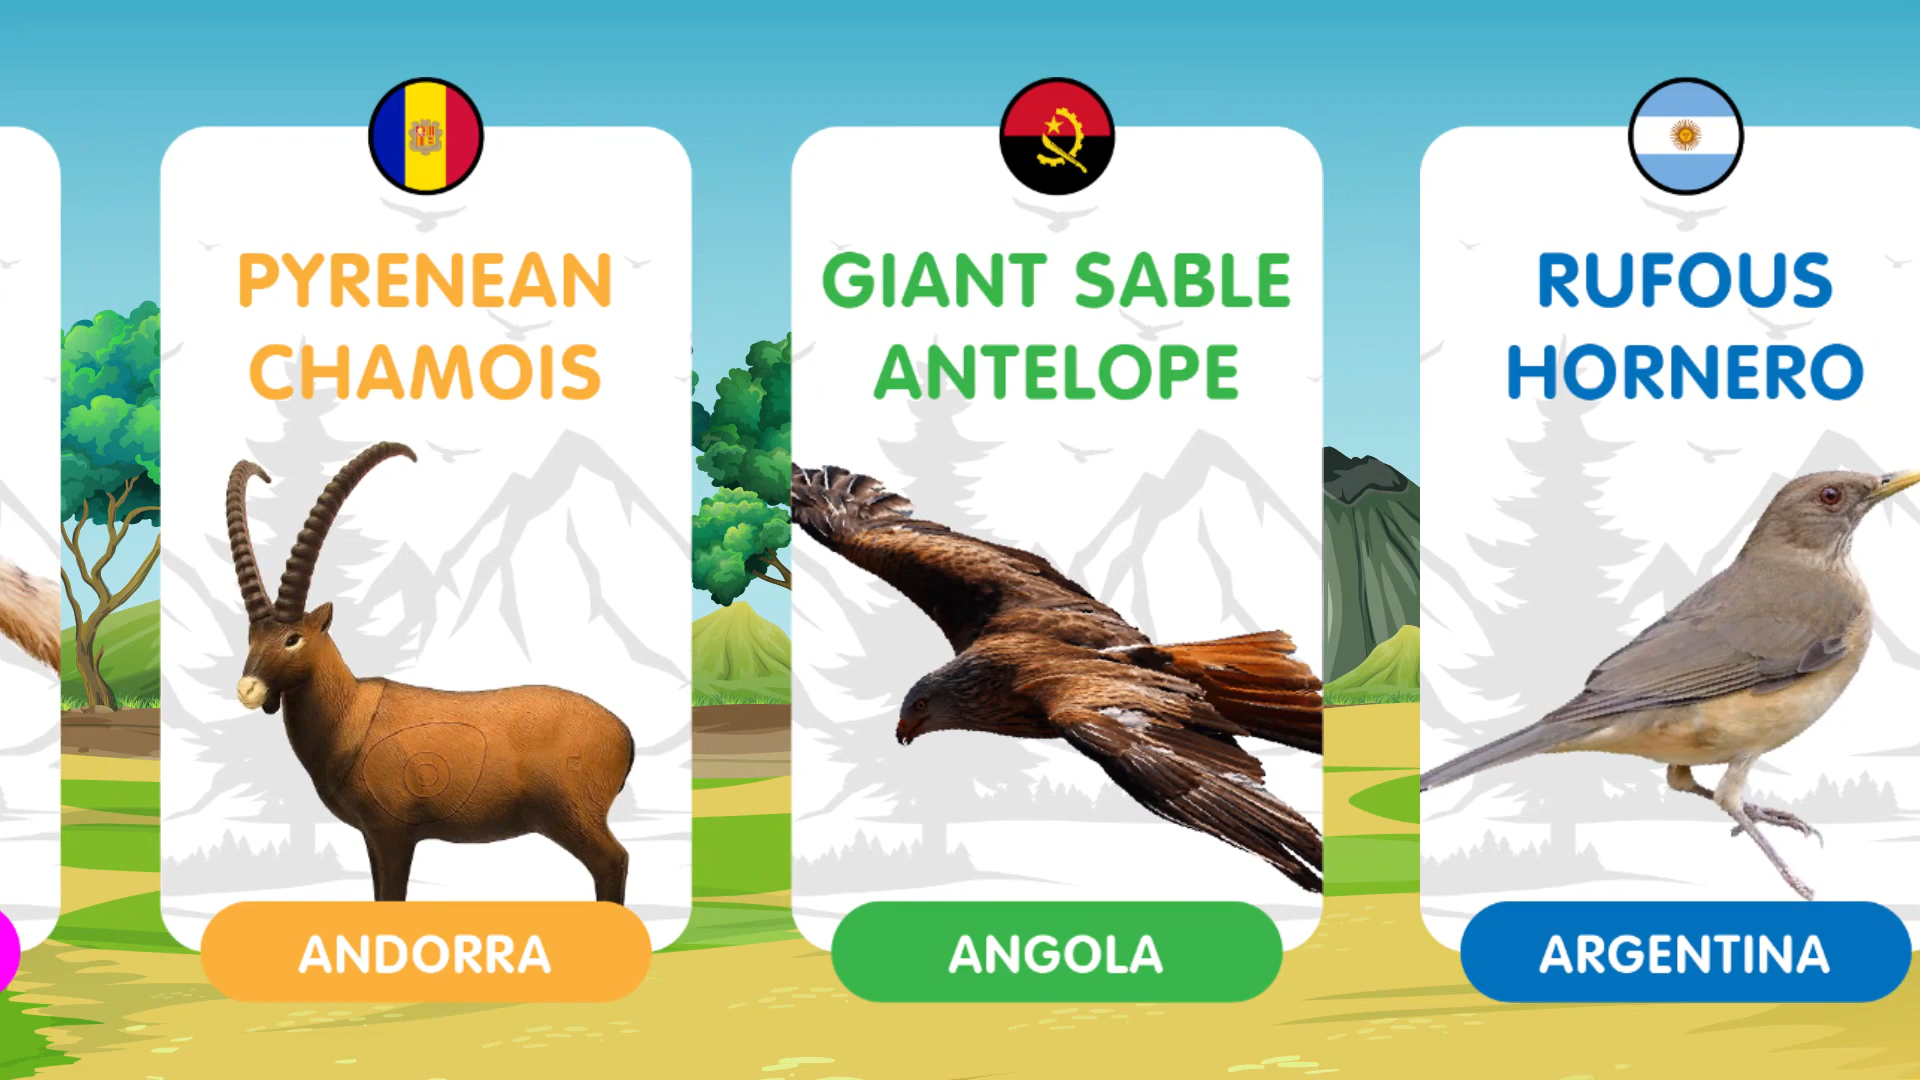 PYRENEAN
CHAMOIS
ANDORRA
GIANT SABLE
ANTELOPE
ANGOLA
RUFOUS
HORNERO
ARGENTINA